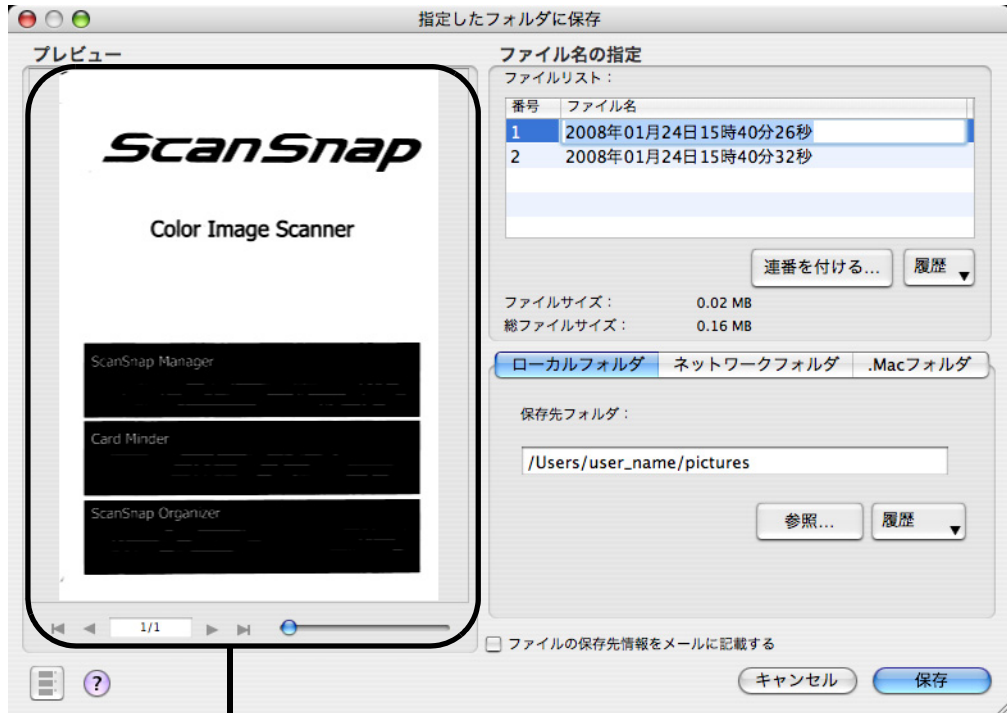 指定したフォルダに保存
プレビュー
ScanSnap
Color Image Scanner
ScanSnap Manager
Card Minder
ScanSnap Organizer
1/1
?
ファイル名の指定
ファイルリスト：
番号 ファイル名
1 2008年01月24日15時40分26秒
2 2008年01月24日15時40分32秒
連番を付ける... 履歴
ファイルサイズ： 0.02 MB
総ファイルサイズ： 0.16 MB
ローカルフォルダ ネットワークフォルダ .Macフォルダ
保存先フォルダ：
/Users/user_name/pictures
参照... 履歴
ファイルの保存先情報をメールに記載する
キャンセル 保存